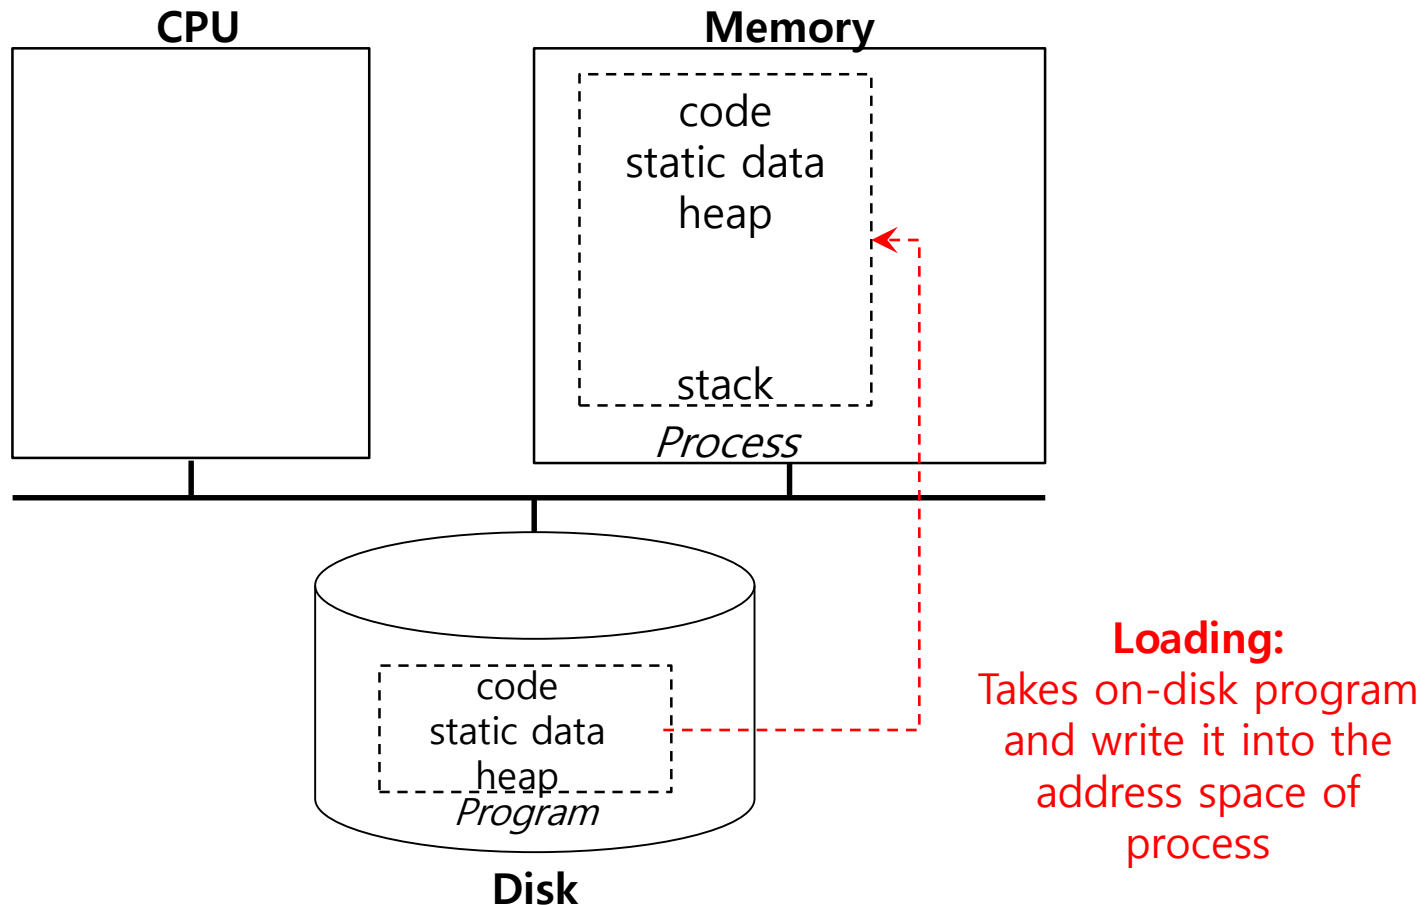 CPU
Memory
code
static data
heap
stack
Process
code
static data
heap
Program
Disk
Loading:
Takes on-disk program
and write it into the
address space of
process